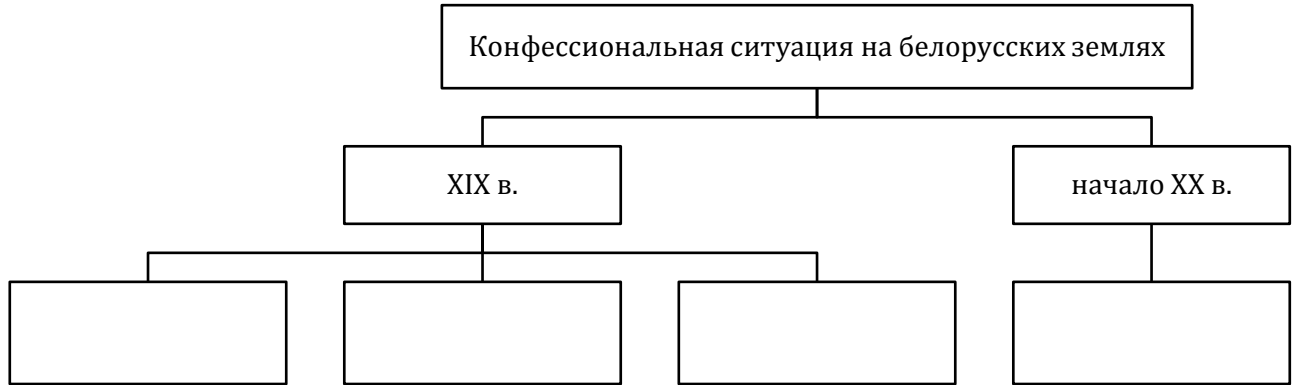 Конфессиональная ситуация на белорусских землях
XIX в.
начало XX в.